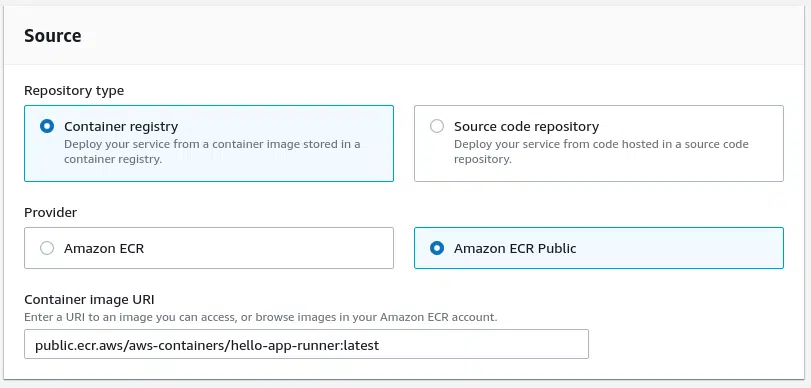 Source
Repository type
Container registry
Deploy your service from a container image stored in a
container registry.
Source code repository
Deploy your service from code hosted in a source code
repository.
Provider
Amazon ECR
Amazon ECR Public
Container image URI
Enter a URI to an image you can access, or browse images in your Amazon ECR account.
public.ecr.aws/aws-containers/hello-app-runner:latest